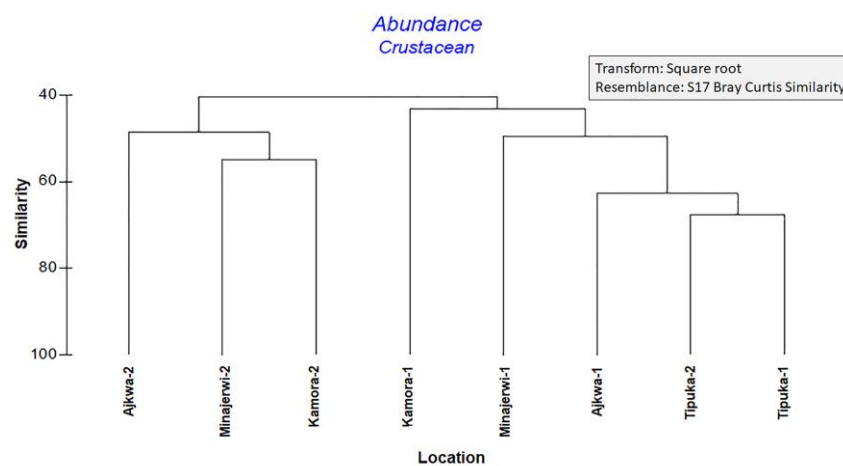 Abundance
Crustacean
Transform: Square root
Resemblance: S17 Bray Curtis Similarity
40
60
80
100
Similarity
Ajkwa-2
Minajerwi-2
Kamora-2
Kamora-1
Minajerwi-1
Ajkwa-1
Tipuka-2
Tipuka-1
Location